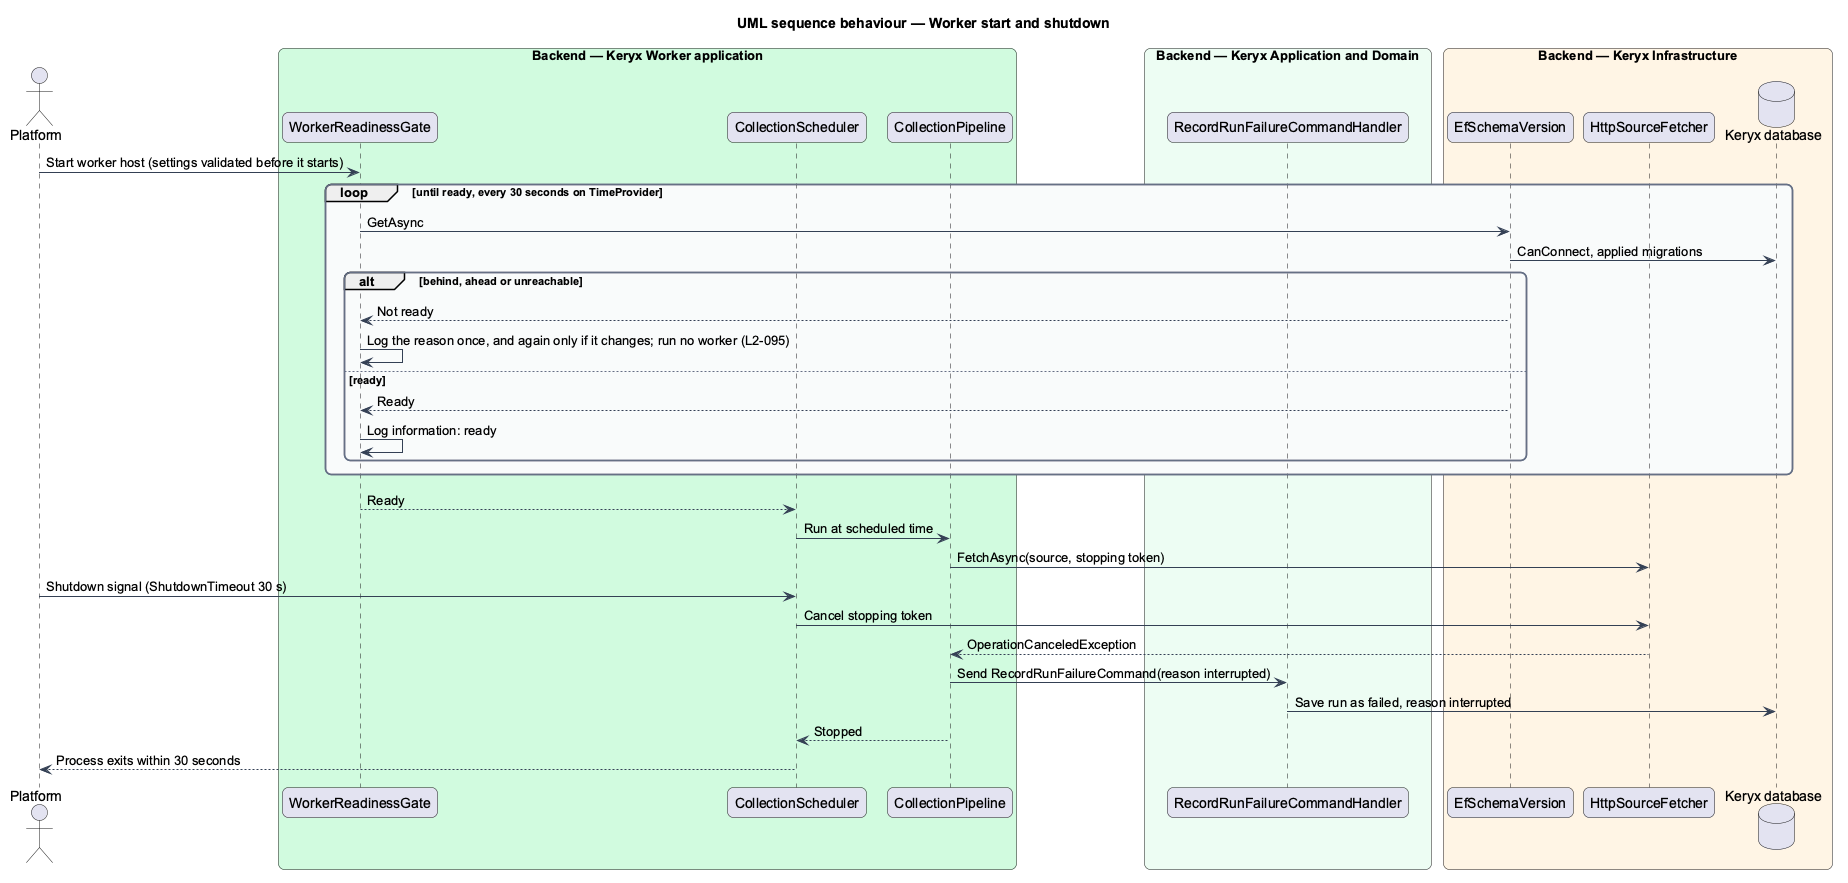 UML sequence behaviour — Worker start and shutdown
Backend — Keryx Worker application
Backend — Keryx Application and Domain
Backend — Keryx Infrastructure
Platform
WorkerReadinessGate
CollectionScheduler
CollectionPipeline
RecordRunFailureCommandHandler
EfSchemaVersion
HttpSourceFetcher
Keryx database
Start worker host (settings validated before it starts)
loop
[until ready, every 30 seconds on TimeProvider]
GetAsync
CanConnect, applied migrations
alt
[behind, ahead or unreachable]
Not ready
Log the reason once, and again only if it changes; run no worker (L2-095)
[ready]
Ready
Log information: ready
Ready
Run at scheduled time
FetchAsync(source, stopping token)
Shutdown signal (ShutdownTimeout 30 s)
Cancel stopping token
OperationCanceledException
Send RecordRunFailureCommand(reason interrupted)
Save run as failed, reason interrupted
Stopped
Process exits within 30 seconds
Platform
WorkerReadinessGate
CollectionScheduler
CollectionPipeline
RecordRunFailureCommandHandler
EfSchemaVersion
HttpSourceFetcher
Keryx database